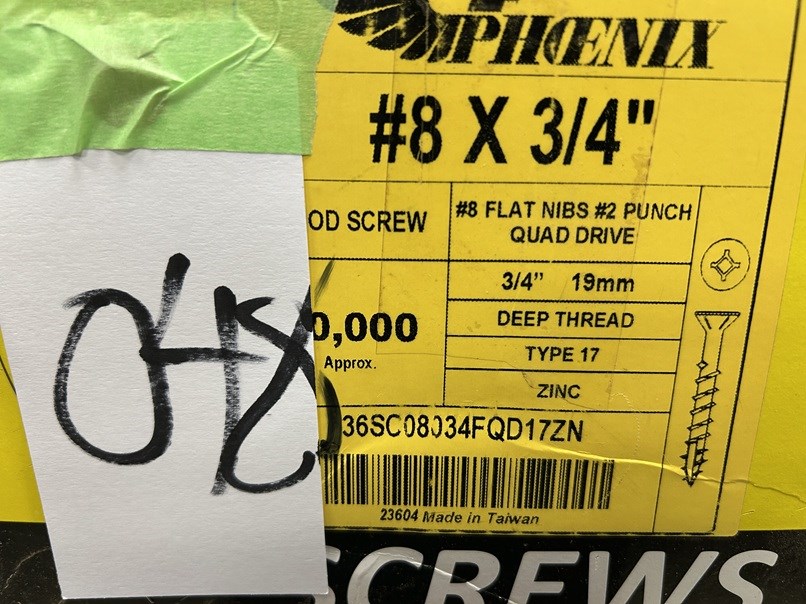 PHOENIX
#8 X 3/4"
OD SCREW
#8 FLAT NIBS #2 PUNCH
QUAD DRIVE
3/4” 19mm
0,000
Approx.
DEEP THREAD
TYPE 17
ZINC
048
36SC08034FQD17ZN
23604 Made in Taiwan
SCREWS